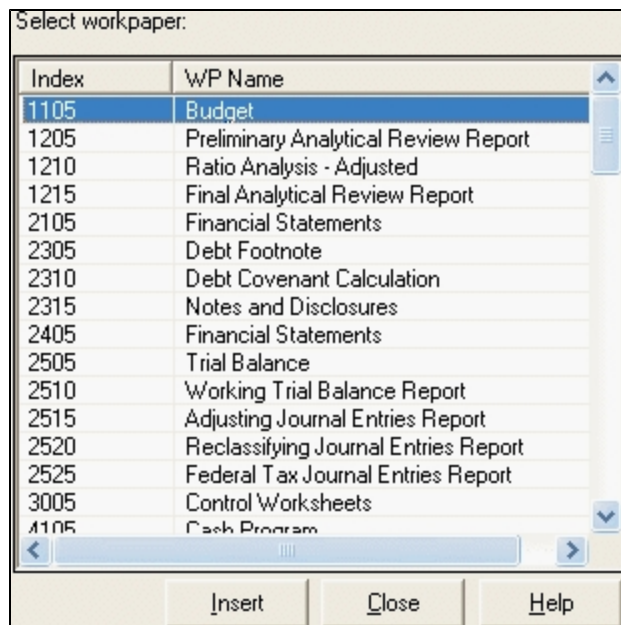 Select workpaper:
Index WP Name
1105 Budget
1205 Preliminary Analytical Review Report
1210 Ratio Analysis - Adjusted
1215 Final Analytical Review Report
2105 Financial Statements
2305 Debt Footnote
2310 Debt Covenant Calculation
2315 Notes and Disclosures
2405 Financial Statements
2505 Trial Balance
2510 Working Trial Balance Report
2515 Adjusting Journal Entries Report
2520 Reclassifying Journal Entries Report
2525 Federal Tax Journal Entries Report
3005 Control Worksheets
4105 Cash Program
Insert Close Help